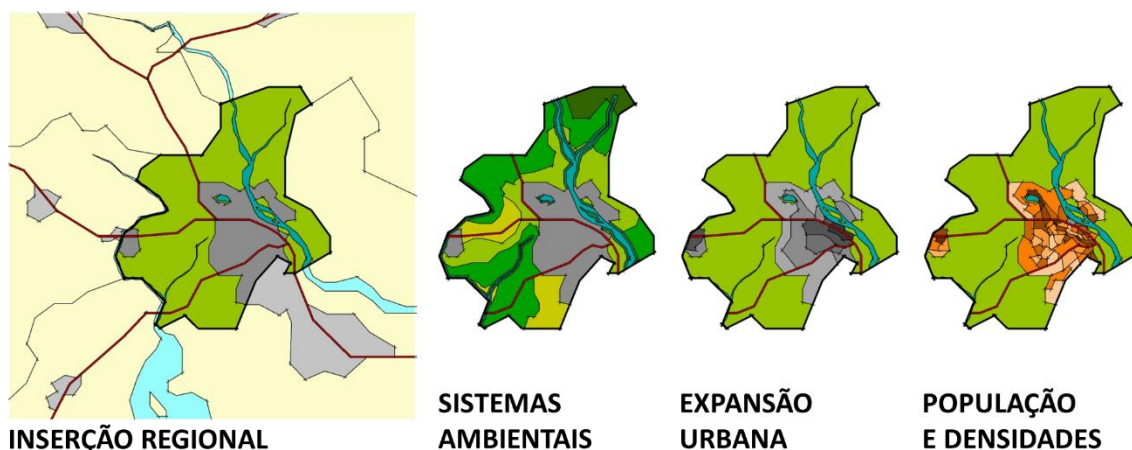 INSERÇÃO REGIONAL
SISTEMAS
AMBIENTAIS
EXPANSÃO
URBANA
POPULAÇÃO
E DENSIDADES